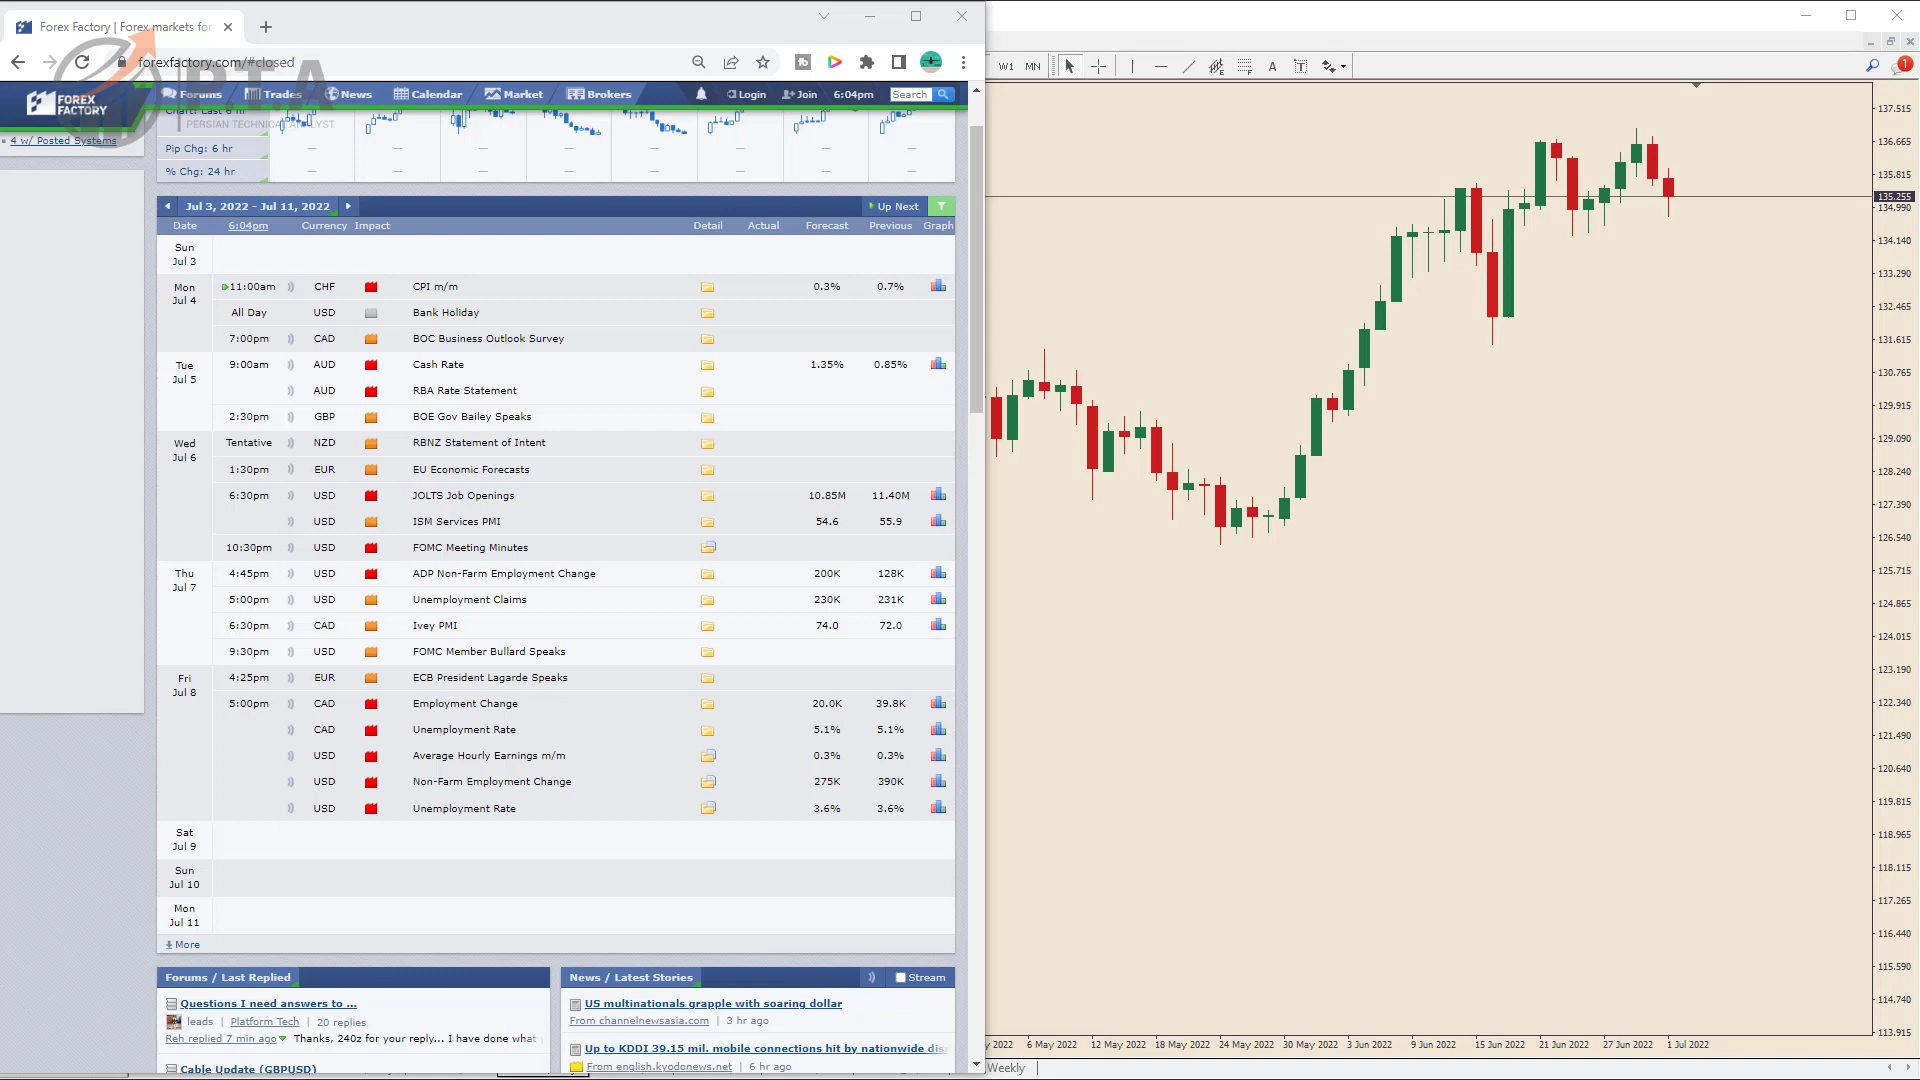 Forex Factory | Forex markets for
forexfactory.com/#closed
P.T.A
PERSIAN TECHNICAL ANALYST
FOREX
FACTORY
Forums Trades News Calendar Market Brokers Login Join 6:04pm Search
4 w/ Posted Systems
Pip Chg: 6 hr — — — — — — — —
% Chg: 24 hr — — — — — — — —
Jul 3, 2022 - Jul 11, 2022 Up Next
Date 6:04pm Currency Impact Detail Actual Forecast Previous Graph
Sun
Jul 3
Mon
Jul 4
11:00am CHF CPI m/m 0.3% 0.7%
All Day USD Bank Holiday
7:00pm CAD BOC Business Outlook Survey
Tue
Jul 5
9:00am AUD Cash Rate 1.35% 0.85%
AUD RBA Rate Statement
2:30pm GBP BOE Gov Bailey Speaks
Wed
Jul 6
Tentative NZD RBNZ Statement of Intent
1:30pm EUR EU Economic Forecasts
6:30pm USD JOLTS Job Openings 10.85M 11.40M
USD ISM Services PMI 54.6 55.9
10:30pm USD FOMC Meeting Minutes
Thu
Jul 7
4:45pm USD ADP Non-Farm Employment Change 200K 128K
5:00pm USD Unemployment Claims 230K 231K
6:30pm CAD Ivey PMI 74.0 72.0
9:30pm USD FOMC Member Bullard Speaks
Fri
Jul 8
4:25pm EUR ECB President Lagarde Speaks
5:00pm CAD Employment Change 20.0K 39.8K
CAD Unemployment Rate 5.1% 5.1%
USD Average Hourly Earnings m/m 0.3% 0.3%
USD Non-Farm Employment Change 275K 390K
USD Unemployment Rate 3.6% 3.6%
Sat
Jul 9
Sun
Jul 10
Mon
Jul 11
More
Forums / Last Replied
Questions I need answers to ...
leads | Platform Tech | 20 replies
Reh replied 7 min ago Thanks, 240z for your reply... I have done what
Cable Update (GBPUSD)
News / Latest Stories Stream
US multinationals grapple with soaring dollar
From channelnewsasia.com | 3 hr ago
Up to KDDI 39.15 mil. mobile connections hit by nationwide dis
From english.kyodonews.net | 6 hr ago
W1 MN A T 1
137.515
136.665
135.815
135.255
134.990
134.140
133.290
132.465
131.615
130.765
129.915
129.090
128.240
127.390
126.540
125.715
124.865
124.015
123.190
122.340
121.490
120.640
119.815
118.965
118.115
117.265
116.440
115.590
114.740
113.915
y 2022 6 May 2022 12 May 2022 18 May 2022 24 May 2022 30 May 2022 3 Jun 2022 9 Jun 2022 15 Jun 2022 21 Jun 2022 27 Jun 2022 1 Jul 2022
Weekly